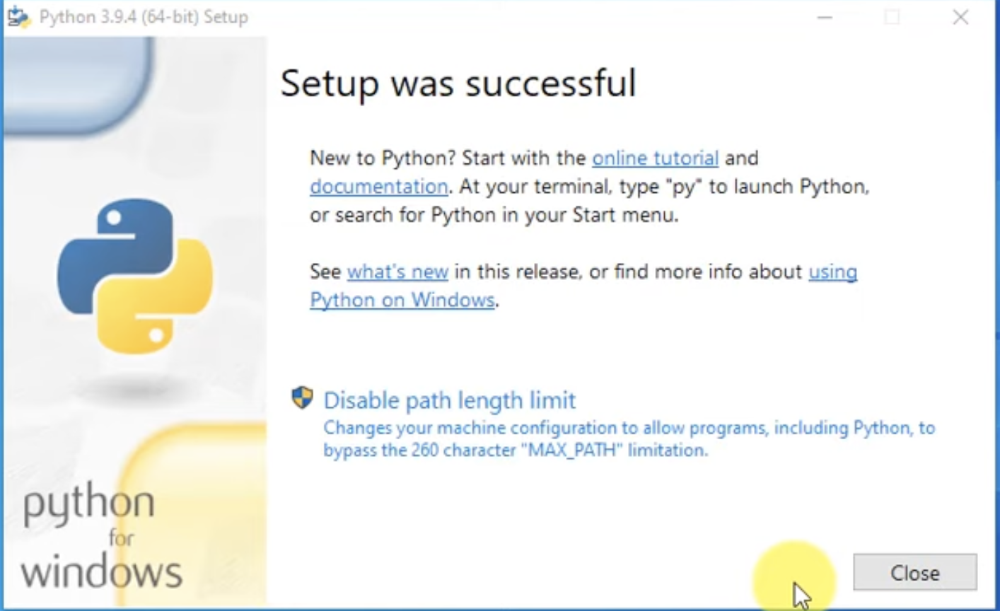 Python 3.9.4 (64-bit) Setup
Setup was successful
New to Python? Start with the online tutorial and
documentation. At your terminal, type "py" to launch Python,
or search for Python in your Start menu.
See what's new in this release, or find more info about using
Python on Windows.
Disable path length limit
Changes your machine configuration to allow programs, including Python, to
bypass the 260 character "MAX_PATH" limitation.
python
for
windows
Close